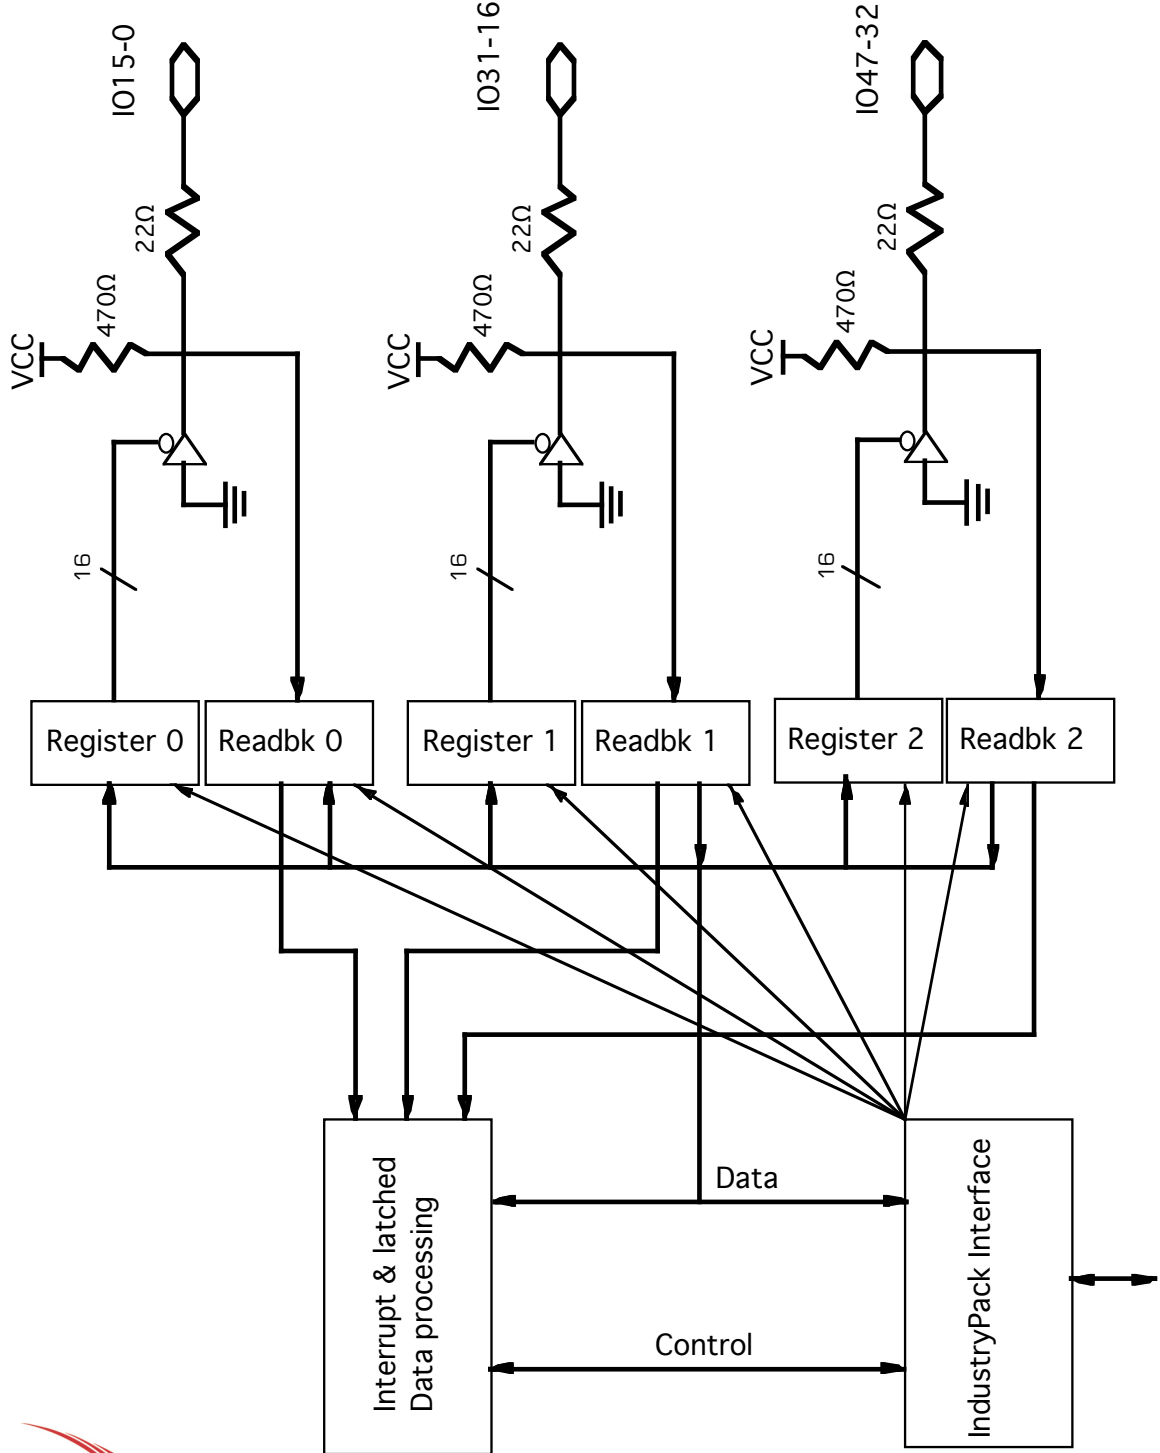 IO15-0
IO31-16
IO47-32
22Ω
22Ω
22Ω
470Ω
470Ω
470Ω
VCC
VCC
VCC
16
16
16
Register 0
Readbk 0
Register 1
Readbk 1
Register 2
Readbk 2
Interrupt & latched
Data processing
Data
Control
IndustryPack Interface